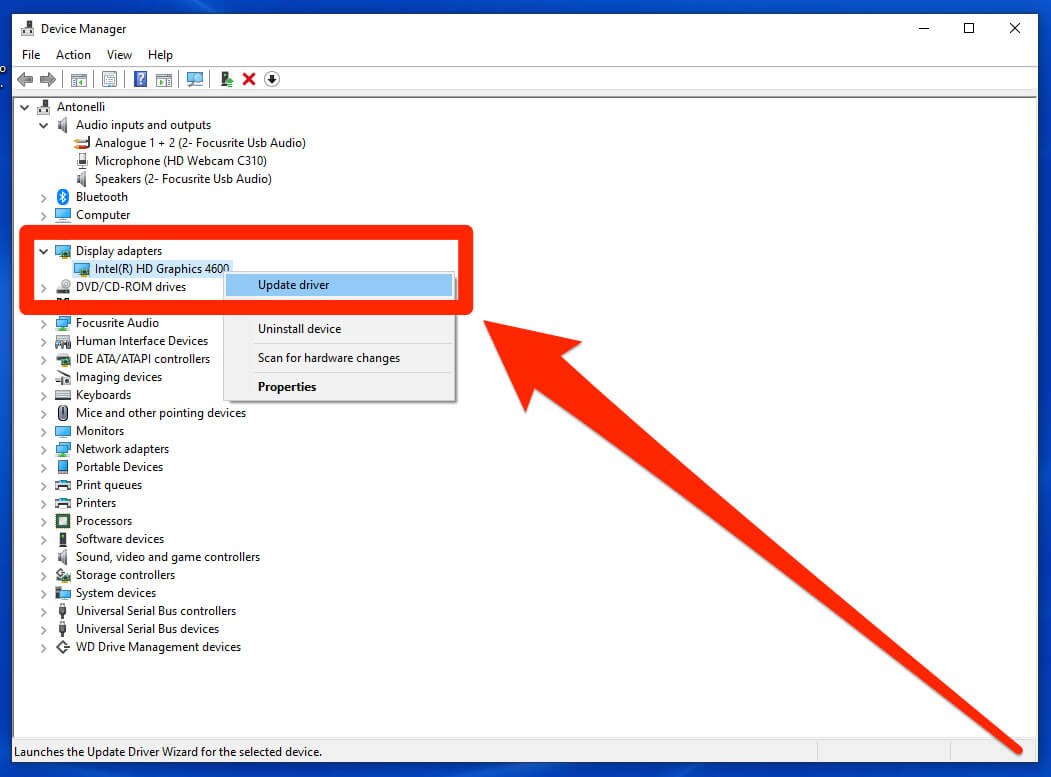 Device Manager
File Action View Help
Antonelli
Audio inputs and outputs
Analogue 1 + 2 (2- Focusrite Usb Audio)
Microphone (HD Webcam C310)
Speakers (2- Focusrite Usb Audio)
Bluetooth
Computer
Display adapters
Intel(R) HD Graphics 4600
Update driver
DVD/CD-ROM drives
Focusrite Audio
Uninstall device
Human Interface Devices
Scan for hardware changes
IDE ATA/ATAPI controllers
Imaging devices
Properties
Keyboards
Mice and other pointing devices
Monitors
Network adapters
Portable Devices
Print queues
Printers
Processors
Software devices
Sound, video and game controllers
Storage controllers
System devices
Universal Serial Bus controllers
Universal Serial Bus devices
WD Drive Management devices
Launches the Update Driver Wizard for the selected device.